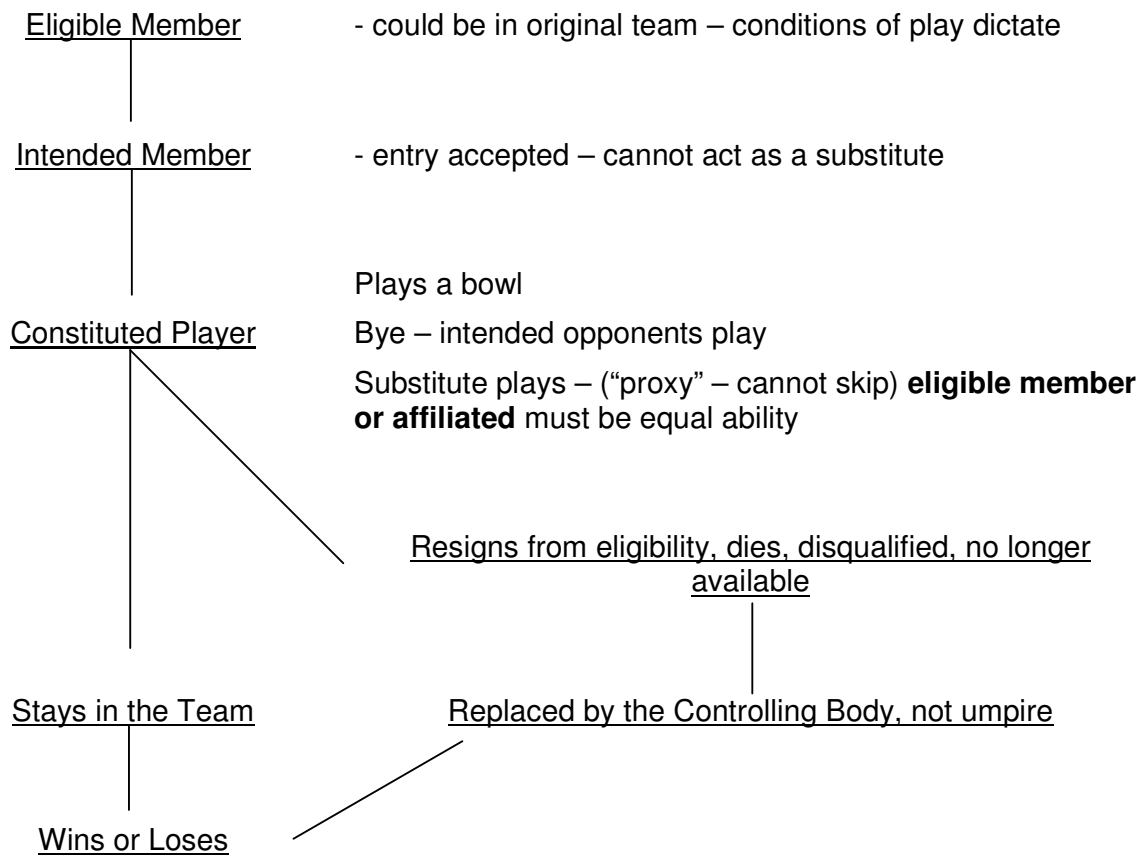 Eligible Member - could be in original team – conditions of play dictate
Intended Member - entry accepted – cannot act as a substitute
Plays a bowl
Constituted Player Bye – intended opponents play
Substitute plays – (“proxy” – cannot skip) eligible member
or affiliated must be equal ability
Resigns from eligibility, dies, disqualified, no longer
available
Stays in the Team Replaced by the Controlling Body, not umpire
Wins or Loses